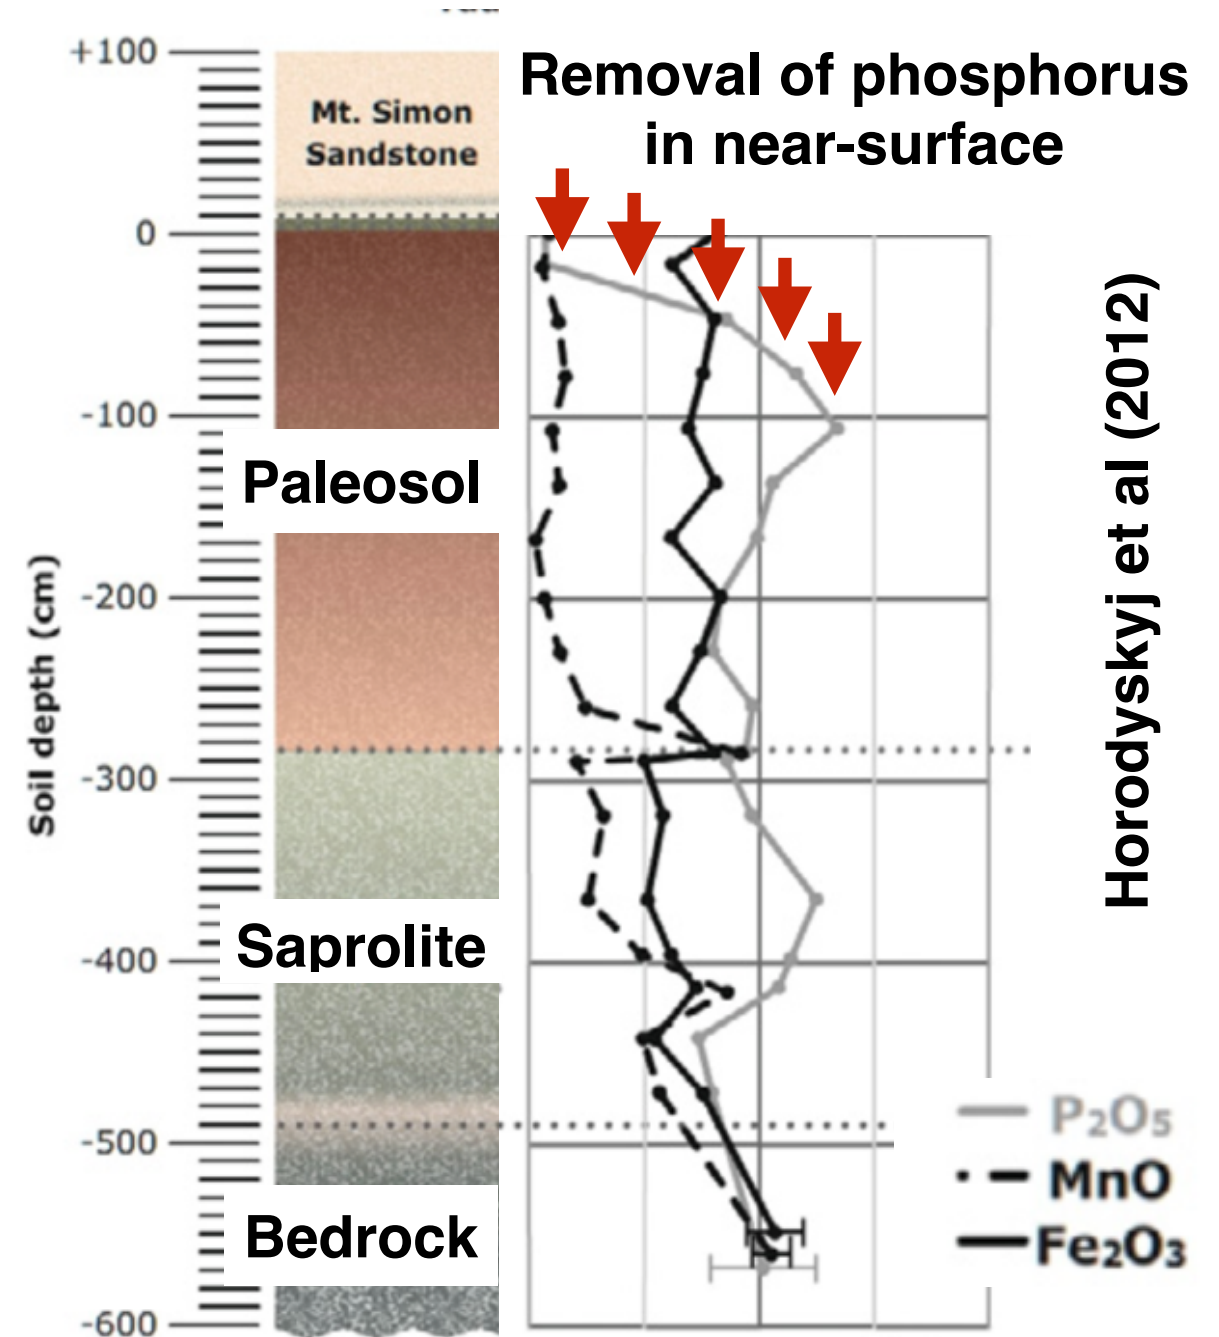 +100
Mt. Simon
Sandstone
Removal of phosphorus
in near-surface
0
-100
Paleosol
-200
Soil depth (cm)
-300
Saprolite
-400
-500
Bedrock
-600
Horodyskyj et al (2012)
P₂O₅
MnO
Fe₂O₃